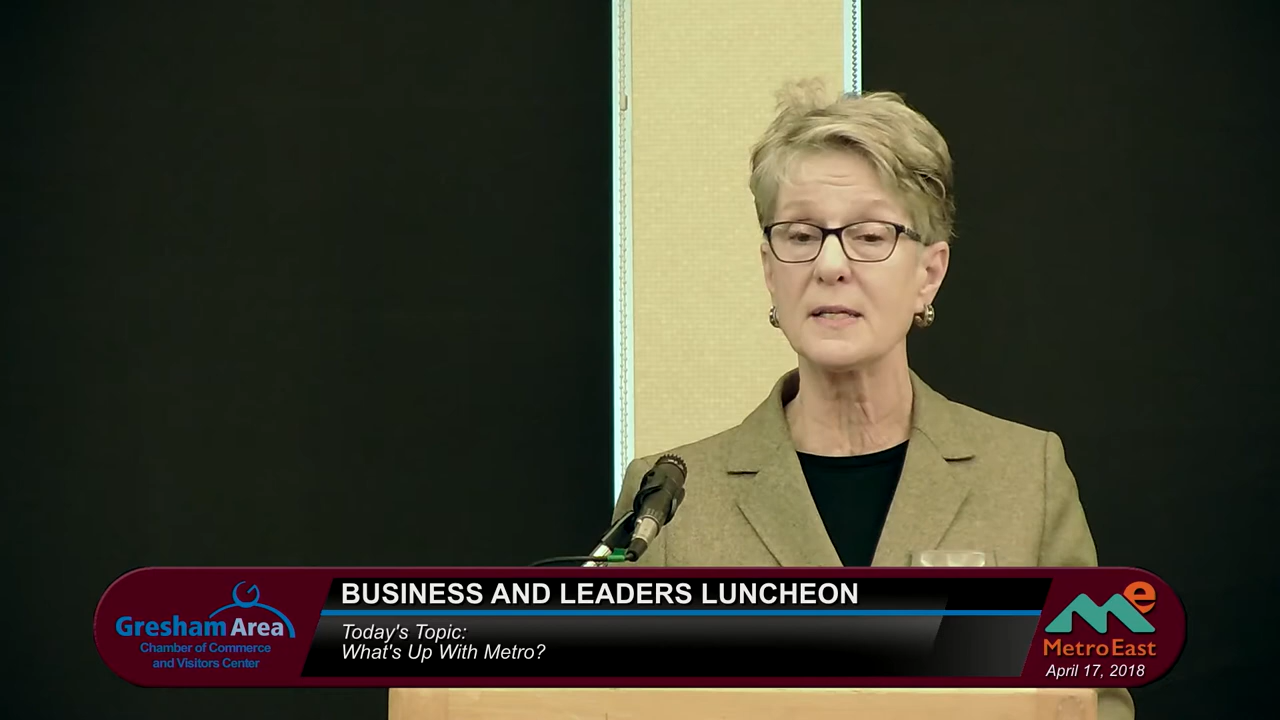 BUSINESS AND LEADERS LUNCHEON
Today's Topic:
What's Up With Metro?
Gresham Area
Chamber of Commerce
and Visitors Center
Me
MetroEast
April 17, 2018